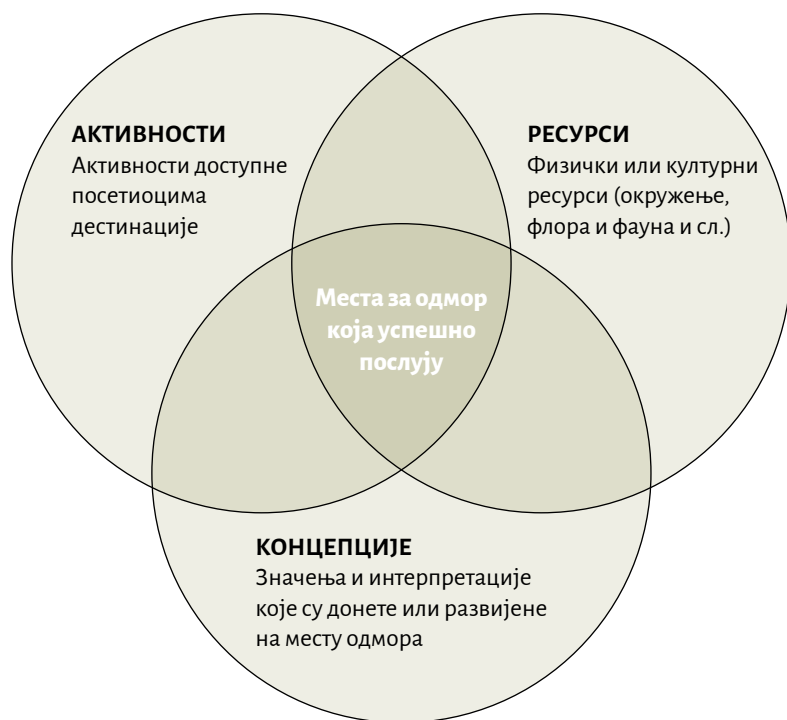 АКТИВНОСТИ
Активности доступне
посетиоцима
дестинације
РЕСУРСИ
Физички или културни
ресурси (окружење,
флора и фауна и сл.)
Места за одмор
која успешно
послују
КОНЦЕПЦИЈЕ
Значења и интерпретације
које су донете или развијене
на месту одмора